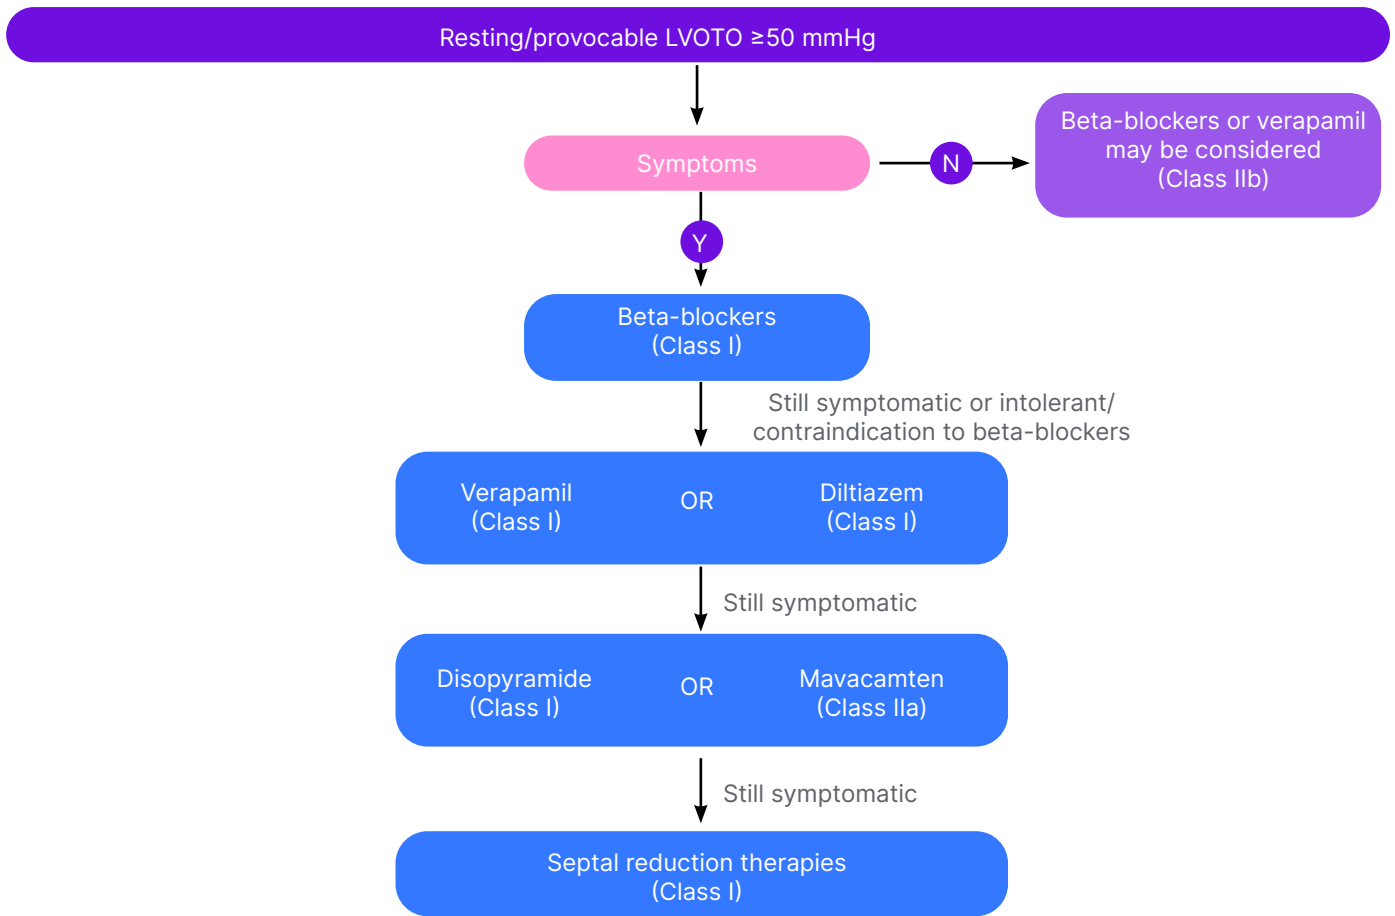 Resting/provocable LVOTO ≥50 mmHg
Symptoms
N
Beta-blockers or verapamil
may be considered
(Class IIb)
Y
Beta-blockers
(Class I)
Still symptomatic or intolerant/
contraindication to beta-blockers
Verapamil
(Class I)
OR
Diltiazem
(Class I)
Still symptomatic
Disopyramide
(Class I)
OR
Mavacamten
(Class IIa)
Still symptomatic
Septal reduction therapies
(Class I)